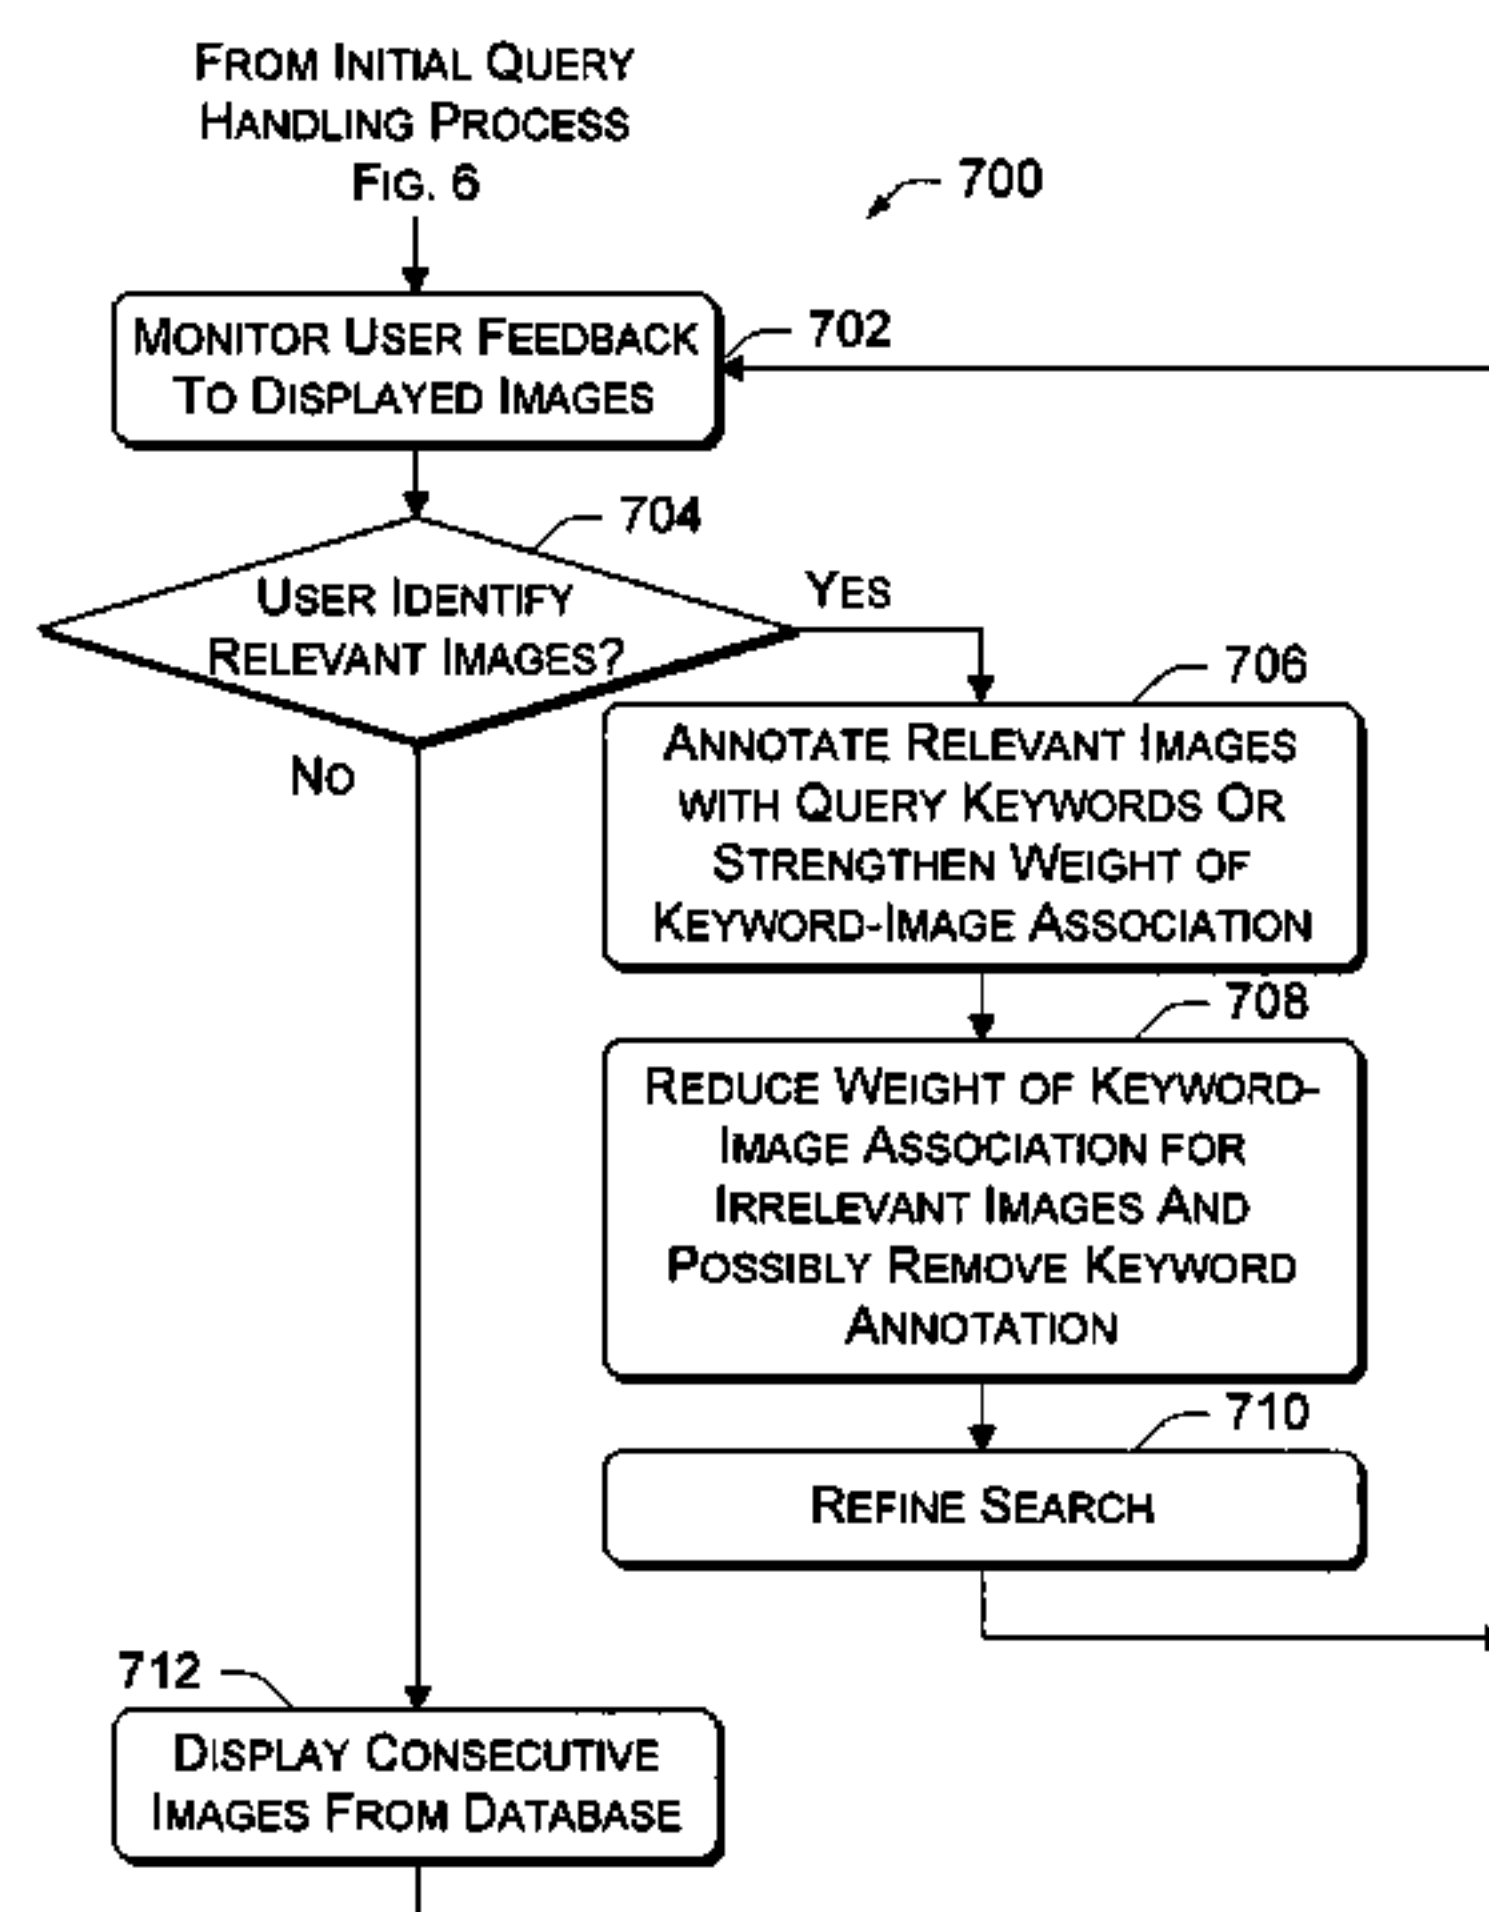 FROM INITIAL QUERY
HANDLING PROCESS
FIG. 6
700
MONITOR USER FEEDBACK
TO DISPLAYED IMAGES
702
704
USER IDENTIFY
RELEVANT IMAGES?
YES
NO
706
ANNOTATE RELEVANT IMAGES
WITH QUERY KEYWORDS OR
STRENGTHEN WEIGHT OF
KEYWORD-IMAGE ASSOCIATION
708
REDUCE WEIGHT OF KEYWORD-
IMAGE ASSOCIATION FOR
IRRELEVANT IMAGES AND
POSSIBLY REMOVE KEYWORD
ANNOTATION
710
REFINE SEARCH
712
DISPLAY CONSECUTIVE
IMAGES FROM DATABASE